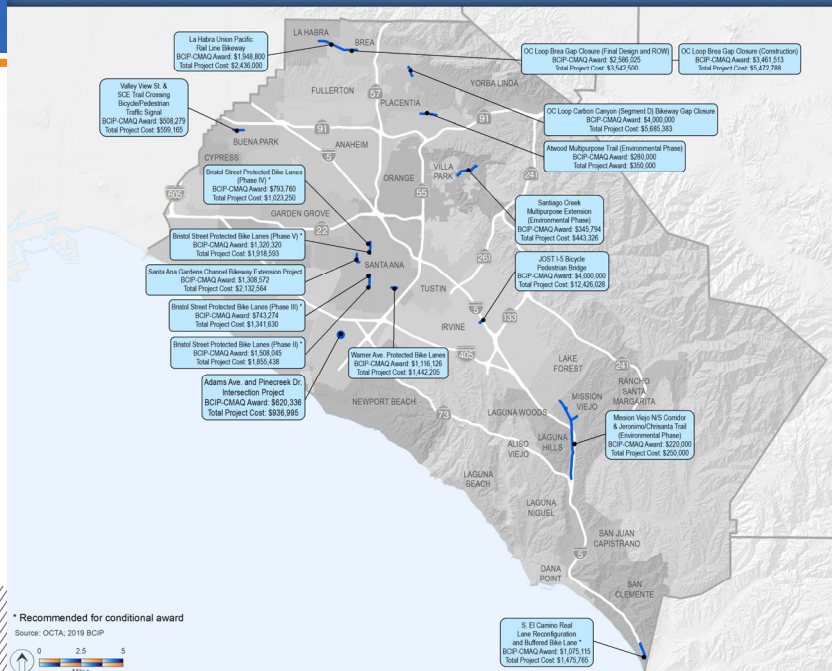 LA HABRA
BREA
La Habra Union Pacific
Rail Line Bikeway
BCIP-CMAQ Award: $1,948,800
Total Project Cost: $2,436,000
OC Loop Brea Gap Closure (Final Design and ROW)
BCIP-CMAQ Award: $2,586,025
Total Project Cost: $3,542,500
OC Loop Brea Gap Closure (Construction)
BCIP-CMAQ Award: $3,461,513
Total Project Cost: $5,472,788
Valley View St. &
SCE Trail Crossing
Bicycle/Pedestrian
Traffic Signal
BCIP-CMAQ Award: $508,279
Total Project Cost: $599,165
FULLERTON
57
PLACENTIA
YORBA LINDA
OC Loop Carbon Canyon (Segment D) Bikeway Gap Closure
BCIP-CMAQ Award: $4,000,000
Total Project Cost: $5,685,383
91
91
BUENA PARK
ANAHEIM
5
CYPRESS
Atwood Multipurpose Trail (Environmental Phase)
BCIP-CMAQ Award: $280,000
Total Project Cost: $350,000
Bristol Street Protected Bike Lanes
(Phase IV) *
BCIP-CMAQ Award: $793,760
Total Project Cost: $1,023,250
ORANGE
VILLA
PARK
241
55
605
GARDEN GROVE
22
Santiago Creek
Multipurpose Extension
(Environmental Phase)
BCIP-CMAQ Award: $345,794
Total Project Cost: $443,326
Bristol Street Protected Bike Lanes (Phase V) *
BCIP-CMAQ Award: $1,320,320
Total Project Cost: $1,918,593
SANTA ANA
261
Santa Ana Gardens Channel Bikeway Extension Project
BCIP-CMAQ Award: $1,308,572
Total Project Cost: $2,132,564
TUSTIN
JOST I-5 Bicycle
Pedestrian Bridge
BCIP-CMAQ Award: $4,000,000
Total Project Cost: $12,426,028
Bristol Street Protected Bike Lanes (Phase III) *
BCIP-CMAQ Award: $743,274
Total Project Cost: $1,341,630
5
133
IRVINE
Bristol Street Protected Bike Lanes (Phase II) *
BCIP-CMAQ Award: $1,508,045
Total Project Cost: $1,855,438
Warner Ave. Protected Bike Lanes
BCIP-CMAQ Award: $1,116,126
Total Project Cost: $1,442,205
405
LAKE
FOREST
241
Adams Ave. and Pinecreek Dr.
Intersection Project
BCIP-CMAQ Award: $620,336
Total Project Cost: $936,995
RANCHO
SANTA
MARGARITA
MISSION
VIEJO
NEWPORT BEACH
73
LAGUNA WOODS
LAGUNA
HILLS
ALISO
VIEJO
Mission Viejo N/S Corridor
& Jeronimo/Chrisanta Trail
(Environmental Phase)
BCIP-CMAQ Award: $220,000
Total Project Cost: $250,000
LAGUNA
BEACH
LAGUNA
NIGUEL
SAN JUAN
CAPISTRANO
5
DANA
POINT
SAN
CLEMENTE
S. El Camino Real
Lane Reconfiguration
and Buffered Bike Lane *
BCIP-CMAQ Award: $1,075,115
Total Project Cost: $1,475,765
* Recommended for conditional award
Source: OCTA; 2019 BCIP
0 2.5 5
Miles